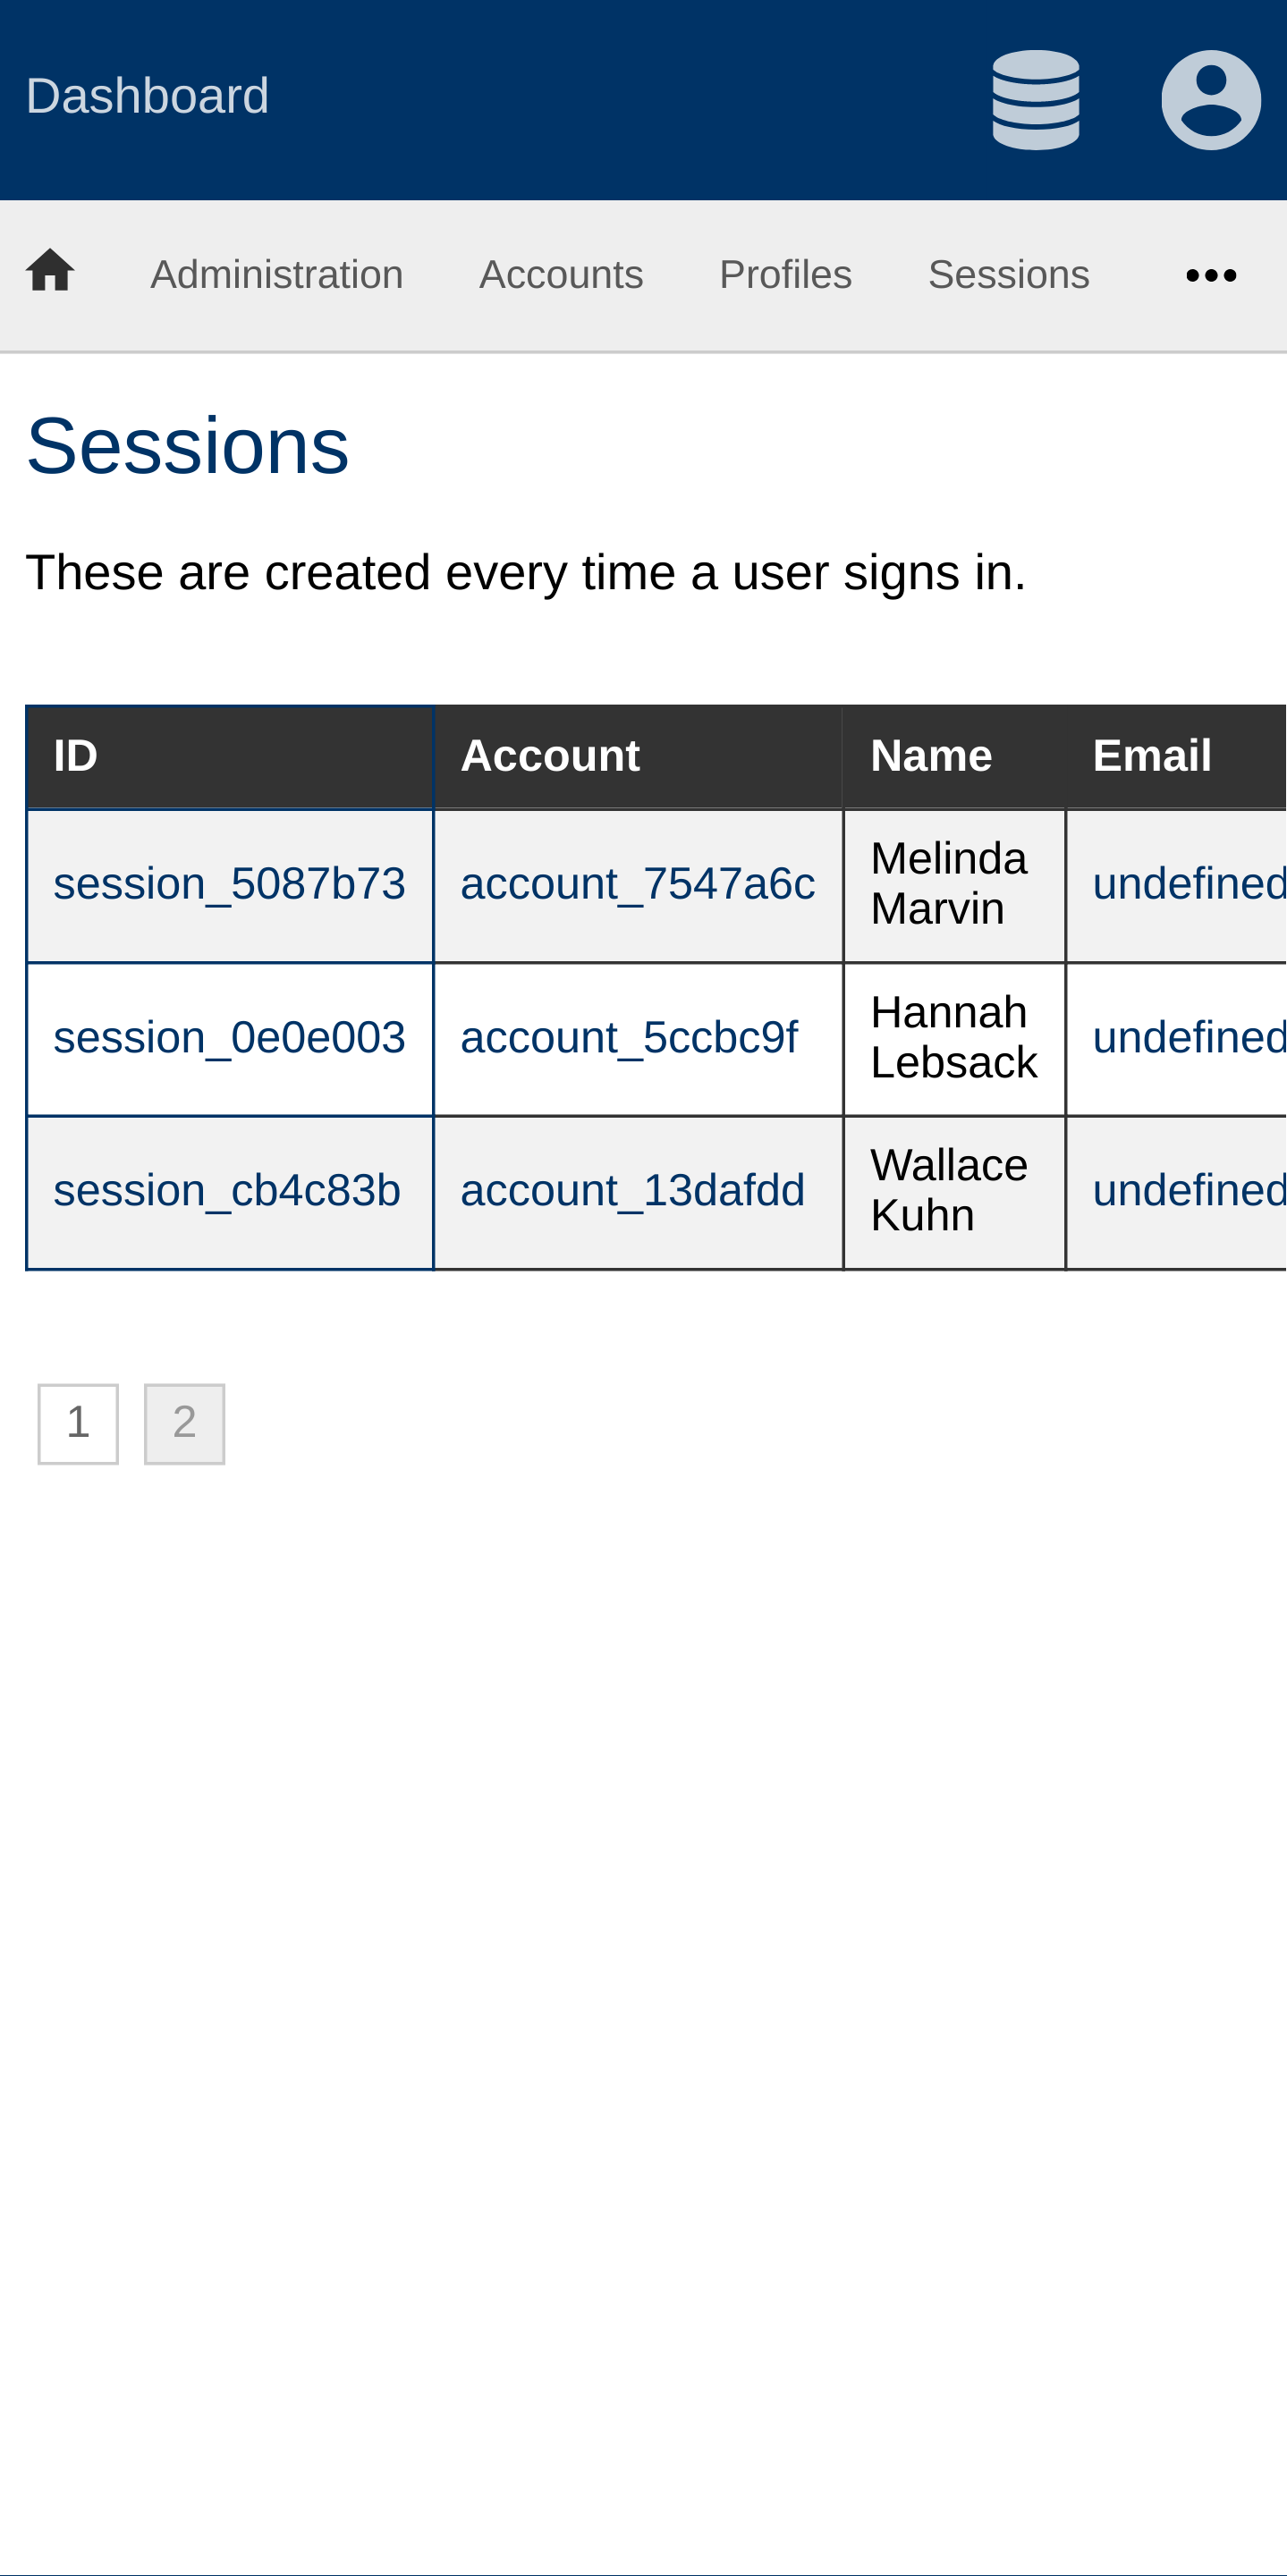 Dashboard
Administration Accounts Profiles Sessions
Sessions
These are created every time a user signs in.
ID Account Name Email
session_5087b73 account_7547a6c Melinda Marvin undefined
session_0e0e003 account_5ccbc9f Hannah Lebsack undefined
session_cb4c83b account_13dafdd Wallace Kuhn undefined
1 2